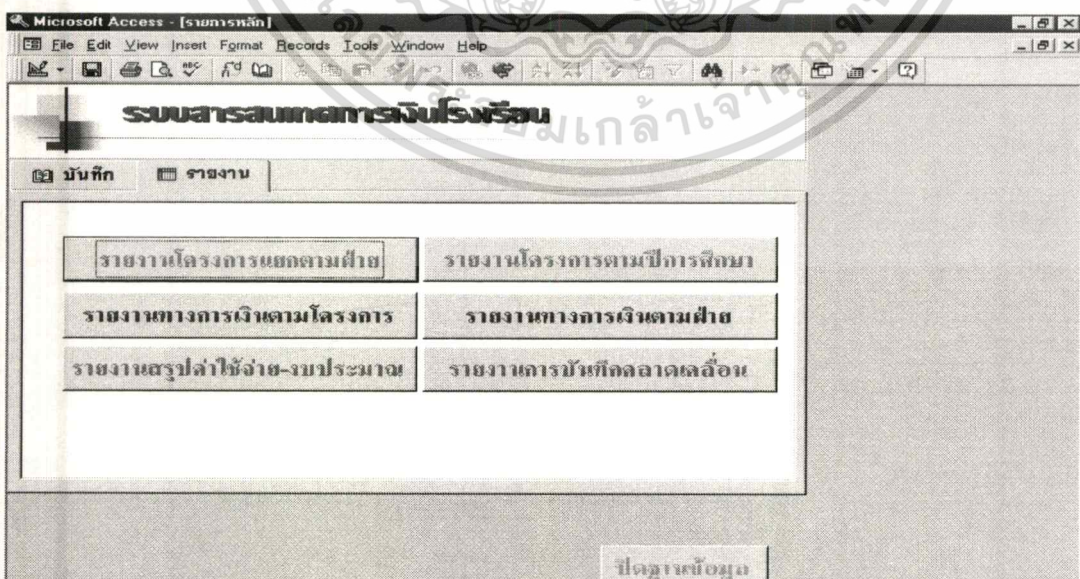 Microsoft Access - [รายการหลัก]
File Edit View Insert Format Records Tools Window Help
ระบบสารสนเทศการเงินโรงเรียน
บันทึก รายงาน
รายงานโครงการแยกตามฝ่าย รายงานโครงการตามปีการศึกษา
รายงานทางการเงินตามโครงการ รายงานทางการเงินตามฝ่าย
รายงานสรุปค่าใช้จ่าย-งบประมาณ รายงานการบันทึกคลาดเคลื่อน
ปิดฐานข้อมูล